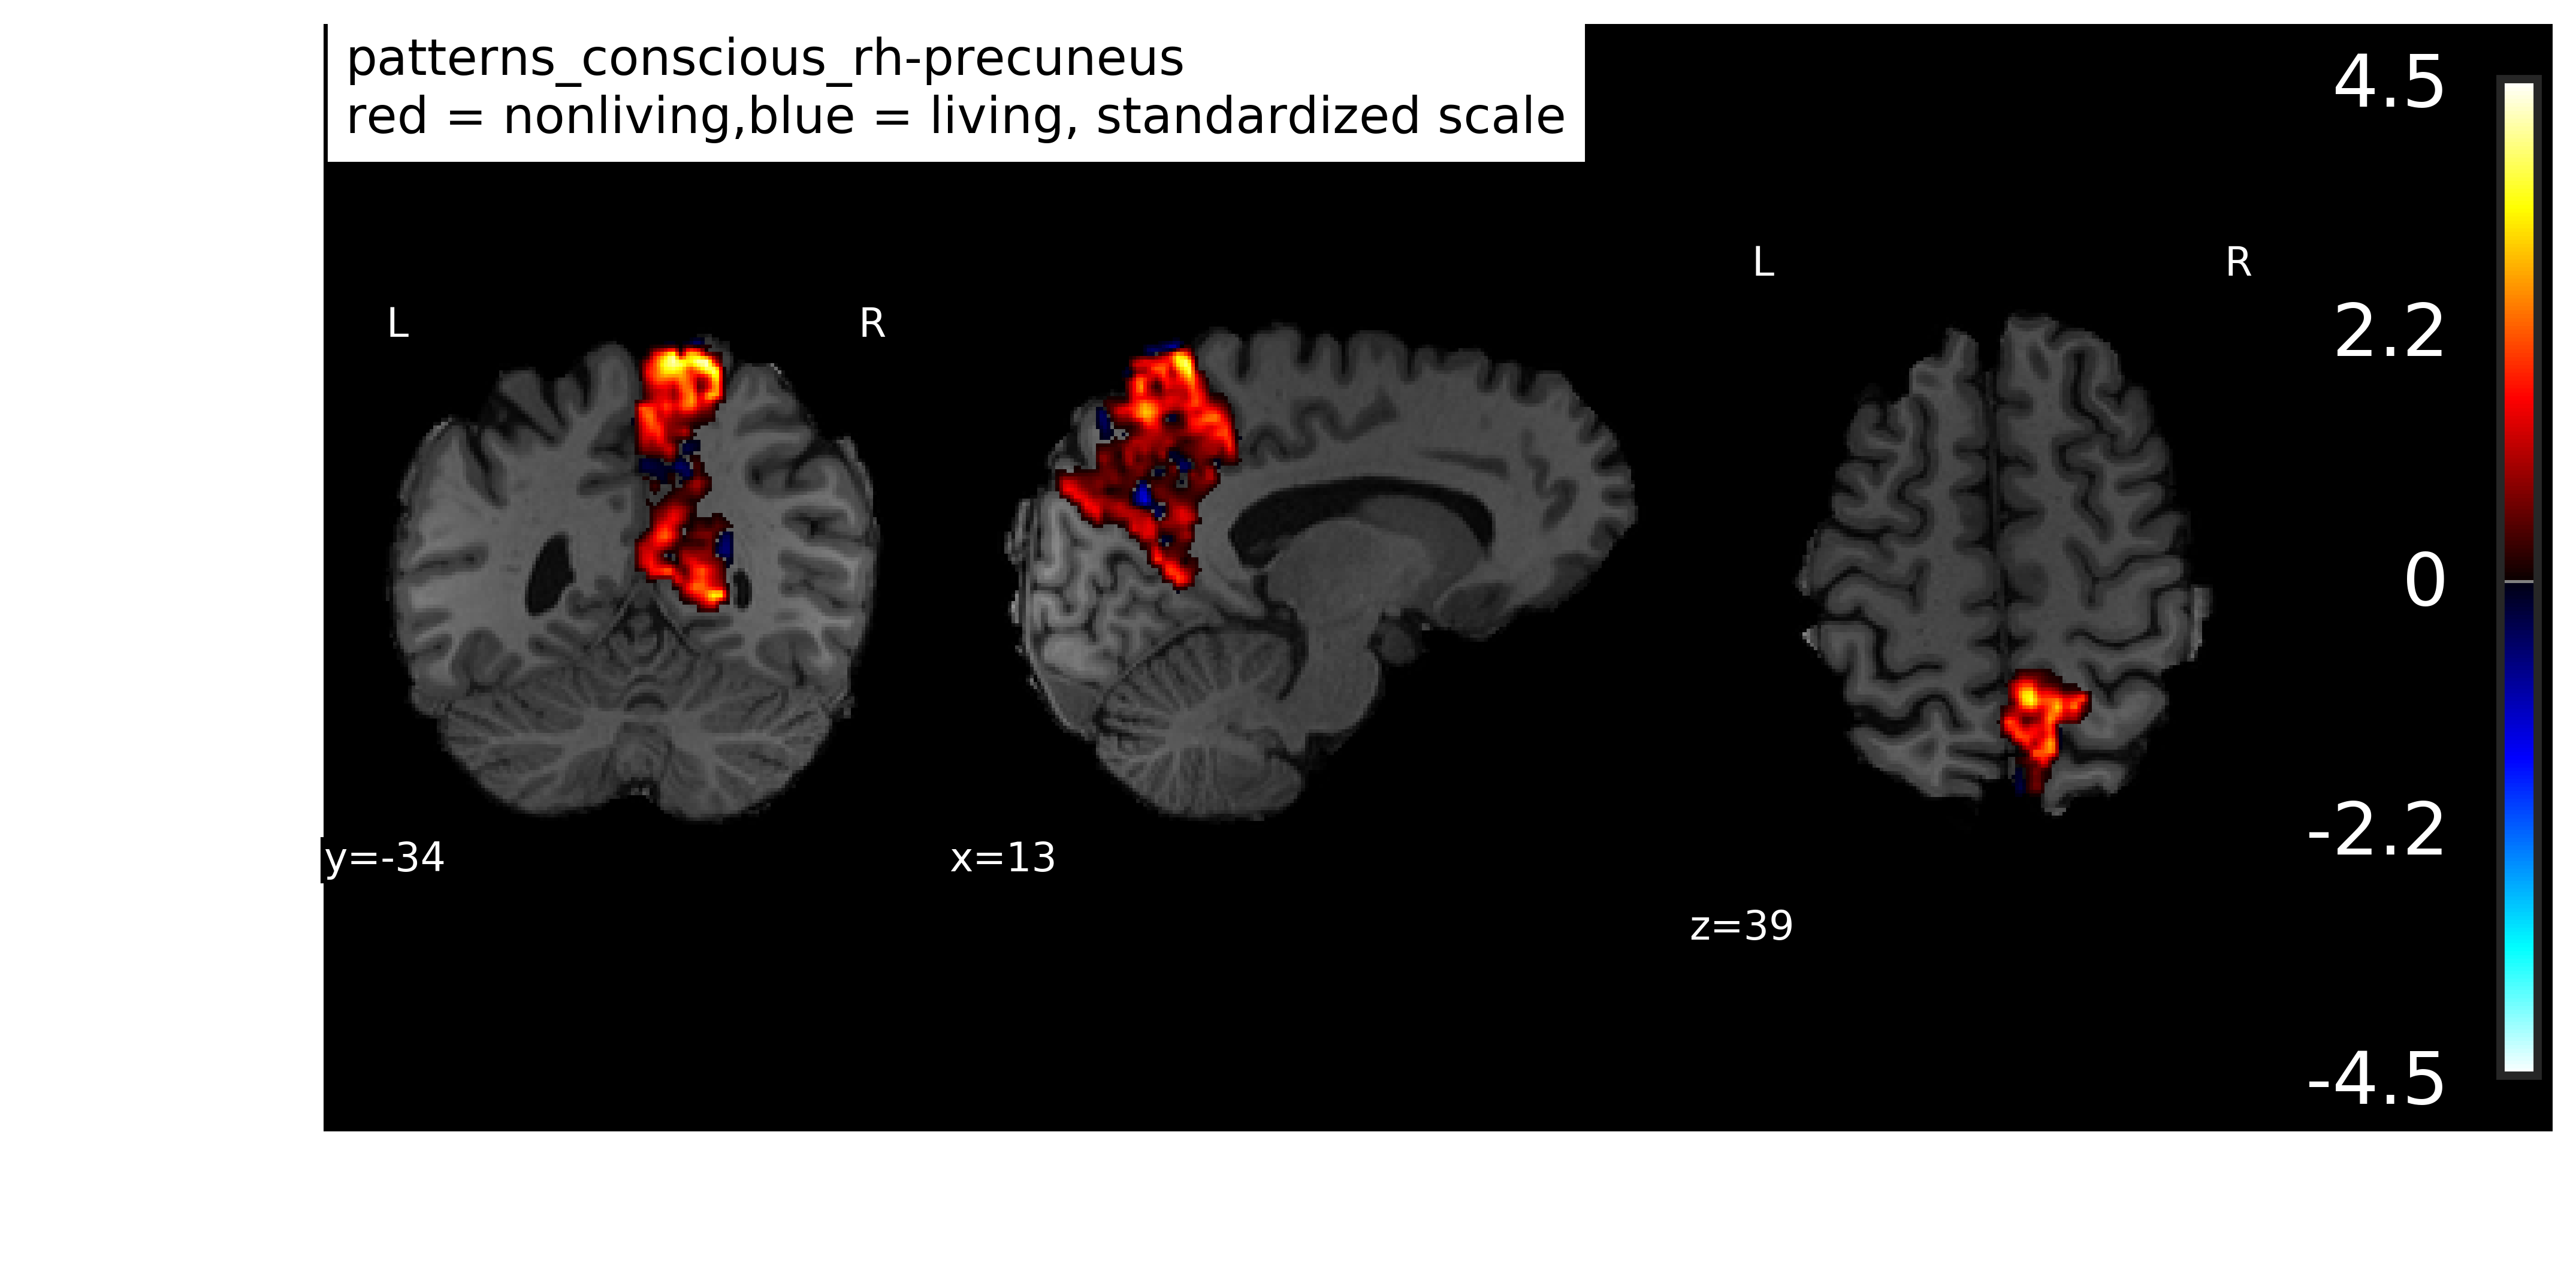 patterns_conscious_rh-precuneus
red = nonliving,blue = living, standardized scale
4.5
L R
2.2
L R
0
-2.2
y=-34 x=13
z=39
-4.5